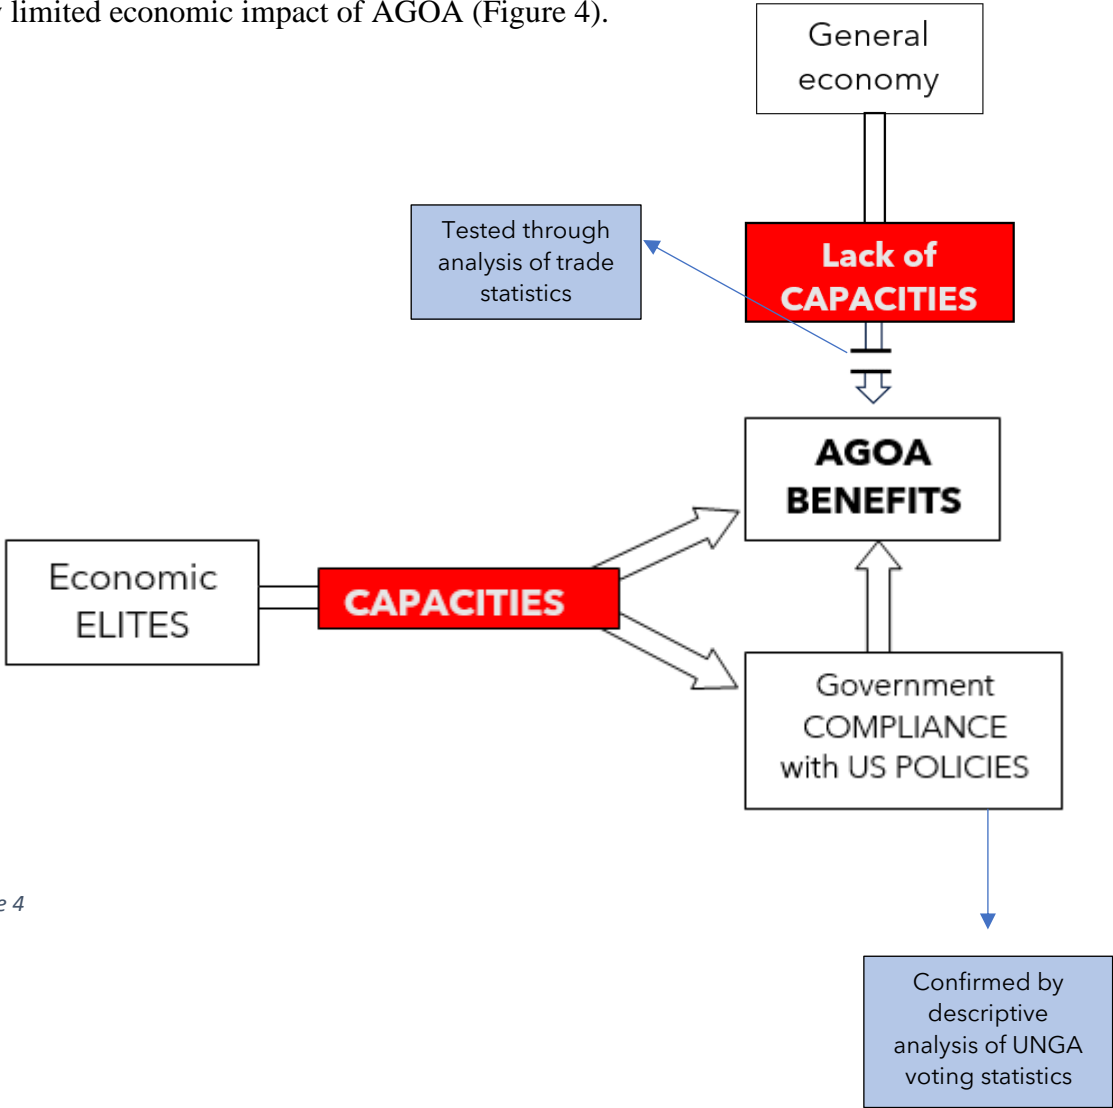 limited economic impact of AGOA (Figure 4).
General
economy
Tested through
analysis of trade
statistics
Lack of
CAPACITIES
AGOA
BENEFITS
Economic
ELITES
CAPACITIES
Government
COMPLIANCE
with US POLICIES
4
Confirmed by
descriptive
analysis of UNGA
voting statistics